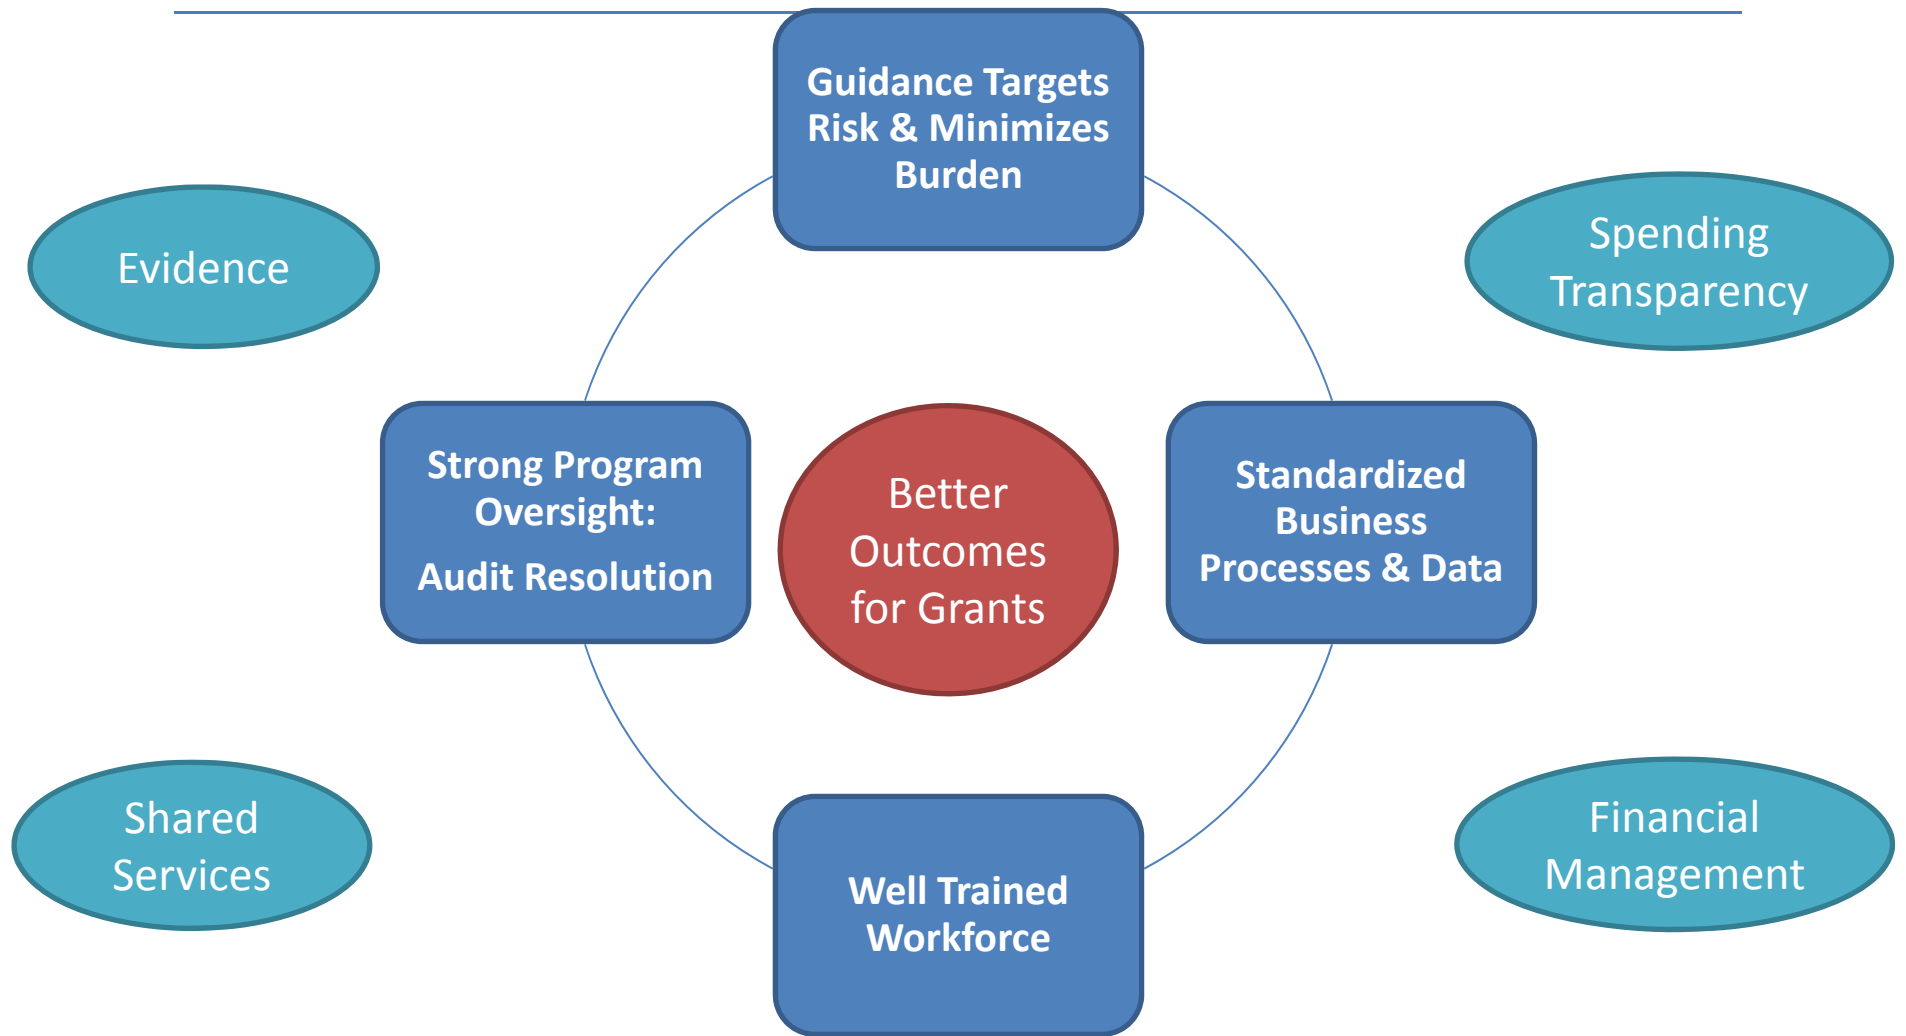 Guidance Targets
Risk & Minimizes
Burden
Evidence
Spending
Transparency
Strong Program
Oversight:
Audit Resolution
Better
Outcomes
for Grants
Standardized
Business
Processes & Data
Shared
Services
Well Trained
Workforce
Financial
Management